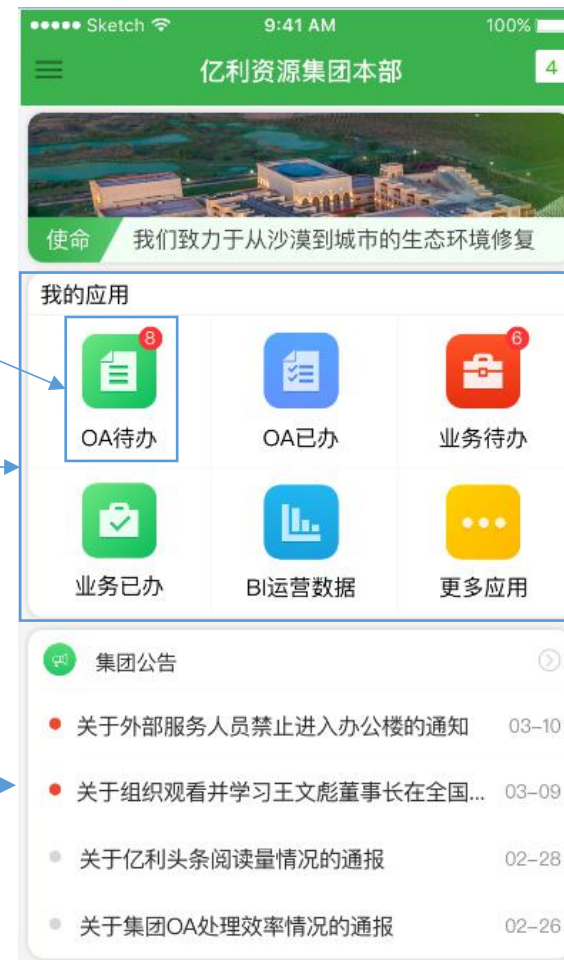 ●●●●● Sketch 9:41 AM 100%
亿利资源集团本部 4
使命 我们致力于从沙漠到城市的生态环境修复
我的应用
8 6
OA待办 OA已办 业务待办
业务已办 BI运营数据 更多应用
集团公告
关于外部服务人员禁止进入办公楼的通知 03-10
关于组织观看并学习王文彪董事长在全国... 03-09
关于亿利头条阅读量情况的通报 02-28
关于集团OA处理效率情况的通报 02-26